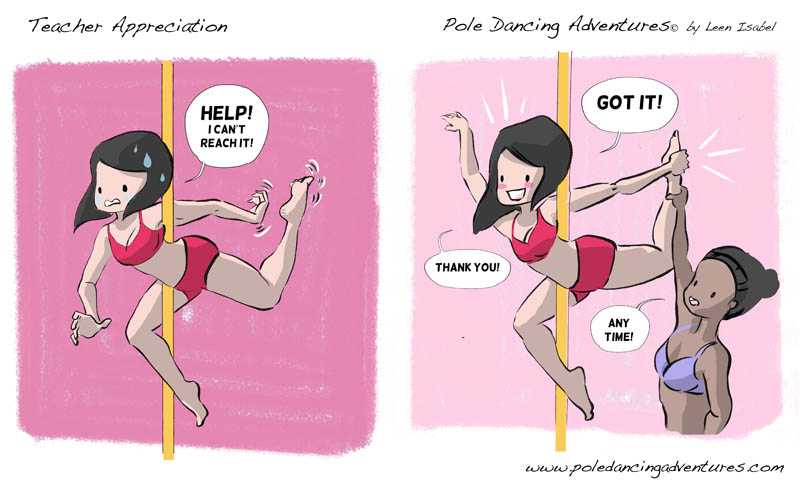 Teacher Appreciation
Pole Dancing Adventures© by Leen Isabel
HELP!
I CAN'T
REACH IT!
GOT IT!
THANK YOU!
ANY
TIME!
www.poledancingadventures.com